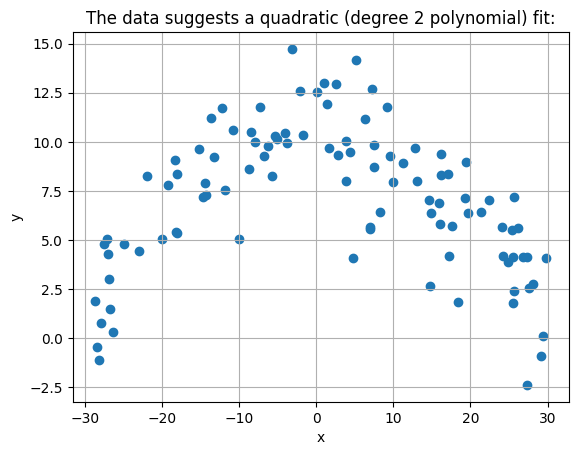 The data suggests a quadratic (degree 2 polynomial) fit:
15.0
12.5
10.0
7.5
5.0
2.5
0.0
−2.5
y
−30 −20 −10 0 10 20 30
x